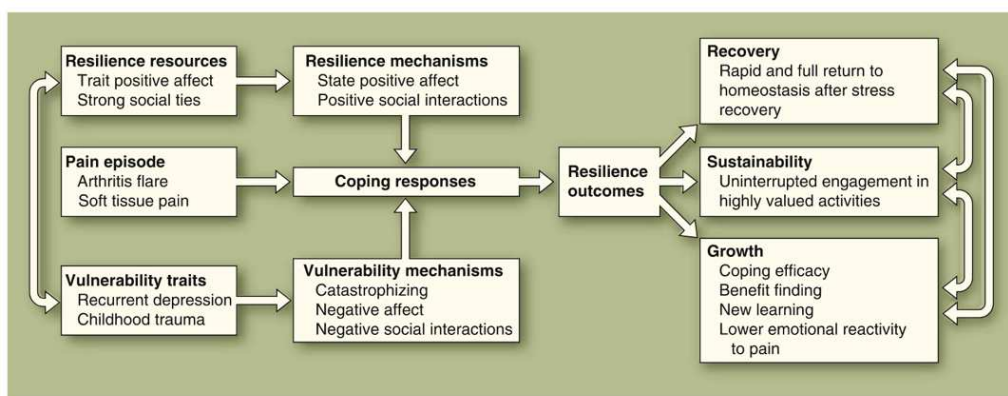 Resilience resources
Trait positive affect
Strong social ties
Resilience mechanisms
State positive affect
Positive social interactions
Recovery
Rapid and full return to
homeostasis after stress
recovery
Pain episode
Arthritis flare
Soft tissue pain
Coping responses
Resilience
outcomes
Sustainability
Uninterrupted engagement in
highly valued activities
Vulnerability traits
Recurrent depression
Childhood trauma
Vulnerability mechanisms
Catastrophizing
Negative affect
Negative social interactions
Growth
Coping efficacy
Benefit finding
New learning
Lower emotional reactivity
to pain